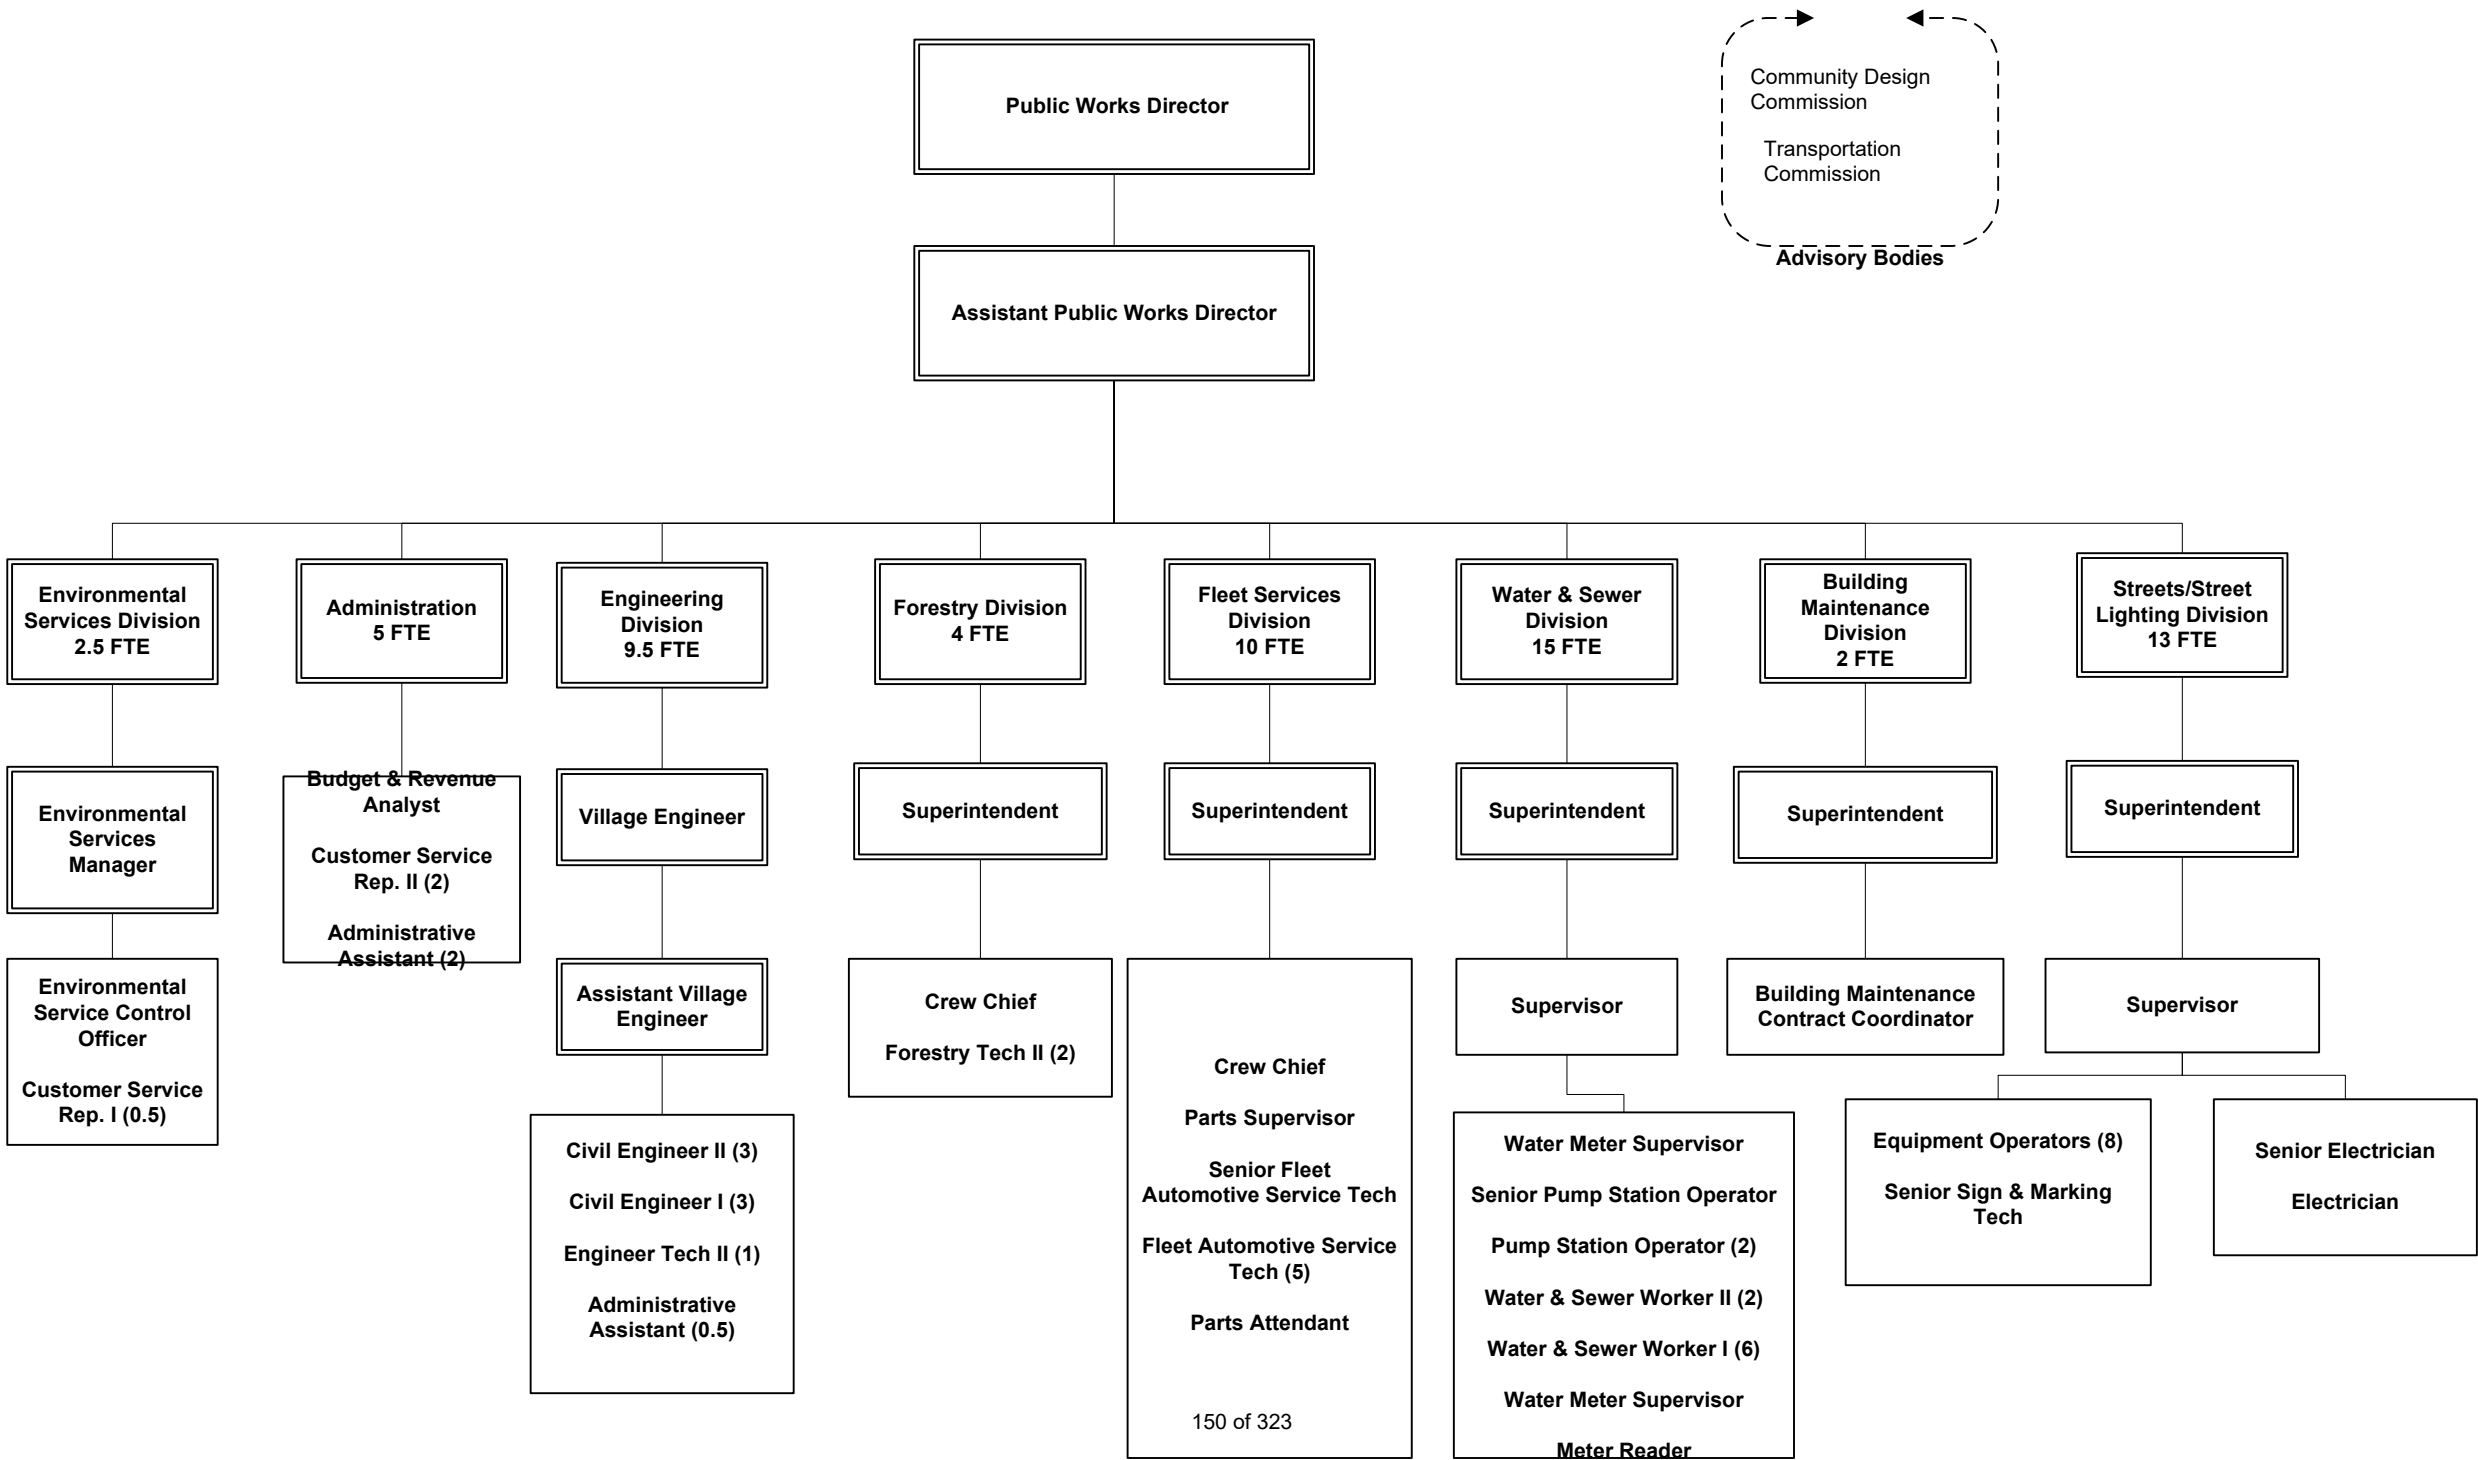 Public Works Director
Community Design
Commission
Transportation
Commission
Advisory Bodies
Assistant Public Works Director
Environmental
Services Division
2.5 FTE
Administration
5 FTE
Engineering
Division
9.5 FTE
Forestry Division
4 FTE
Fleet Services
Division
10 FTE
Water & Sewer
Division
15 FTE
Building
Maintenance
Division
2 FTE
Streets/Street
Lighting Division
13 FTE
Environmental
Services
Manager
Budget & Revenue
Analyst
Customer Service
Rep. II (2)
Administrative
Assistant (2)
Village Engineer
Superintendent
Superintendent
Superintendent
Superintendent
Superintendent
Environmental
Service Control
Officer
Customer Service
Rep. I (0.5)
Assistant Village
Engineer
Crew Chief
Forestry Tech II (2)
Crew Chief
Parts Supervisor
Senior Fleet
Automotive Service Tech
Fleet Automotive Service
Tech (5)
Parts Attendant
Supervisor
Building Maintenance
Contract Coordinator
Supervisor
Civil Engineer II (3)
Civil Engineer I (3)
Engineer Tech II (1)
Administrative
Assistant (0.5)
Water Meter Supervisor
Senior Pump Station Operator
Pump Station Operator (2)
Water & Sewer Worker II (2)
Water & Sewer Worker I (6)
Water Meter Supervisor
Meter Reader
Equipment Operators (8)
Senior Sign & Marking
Tech
Senior Electrician
Electrician
150 of 323